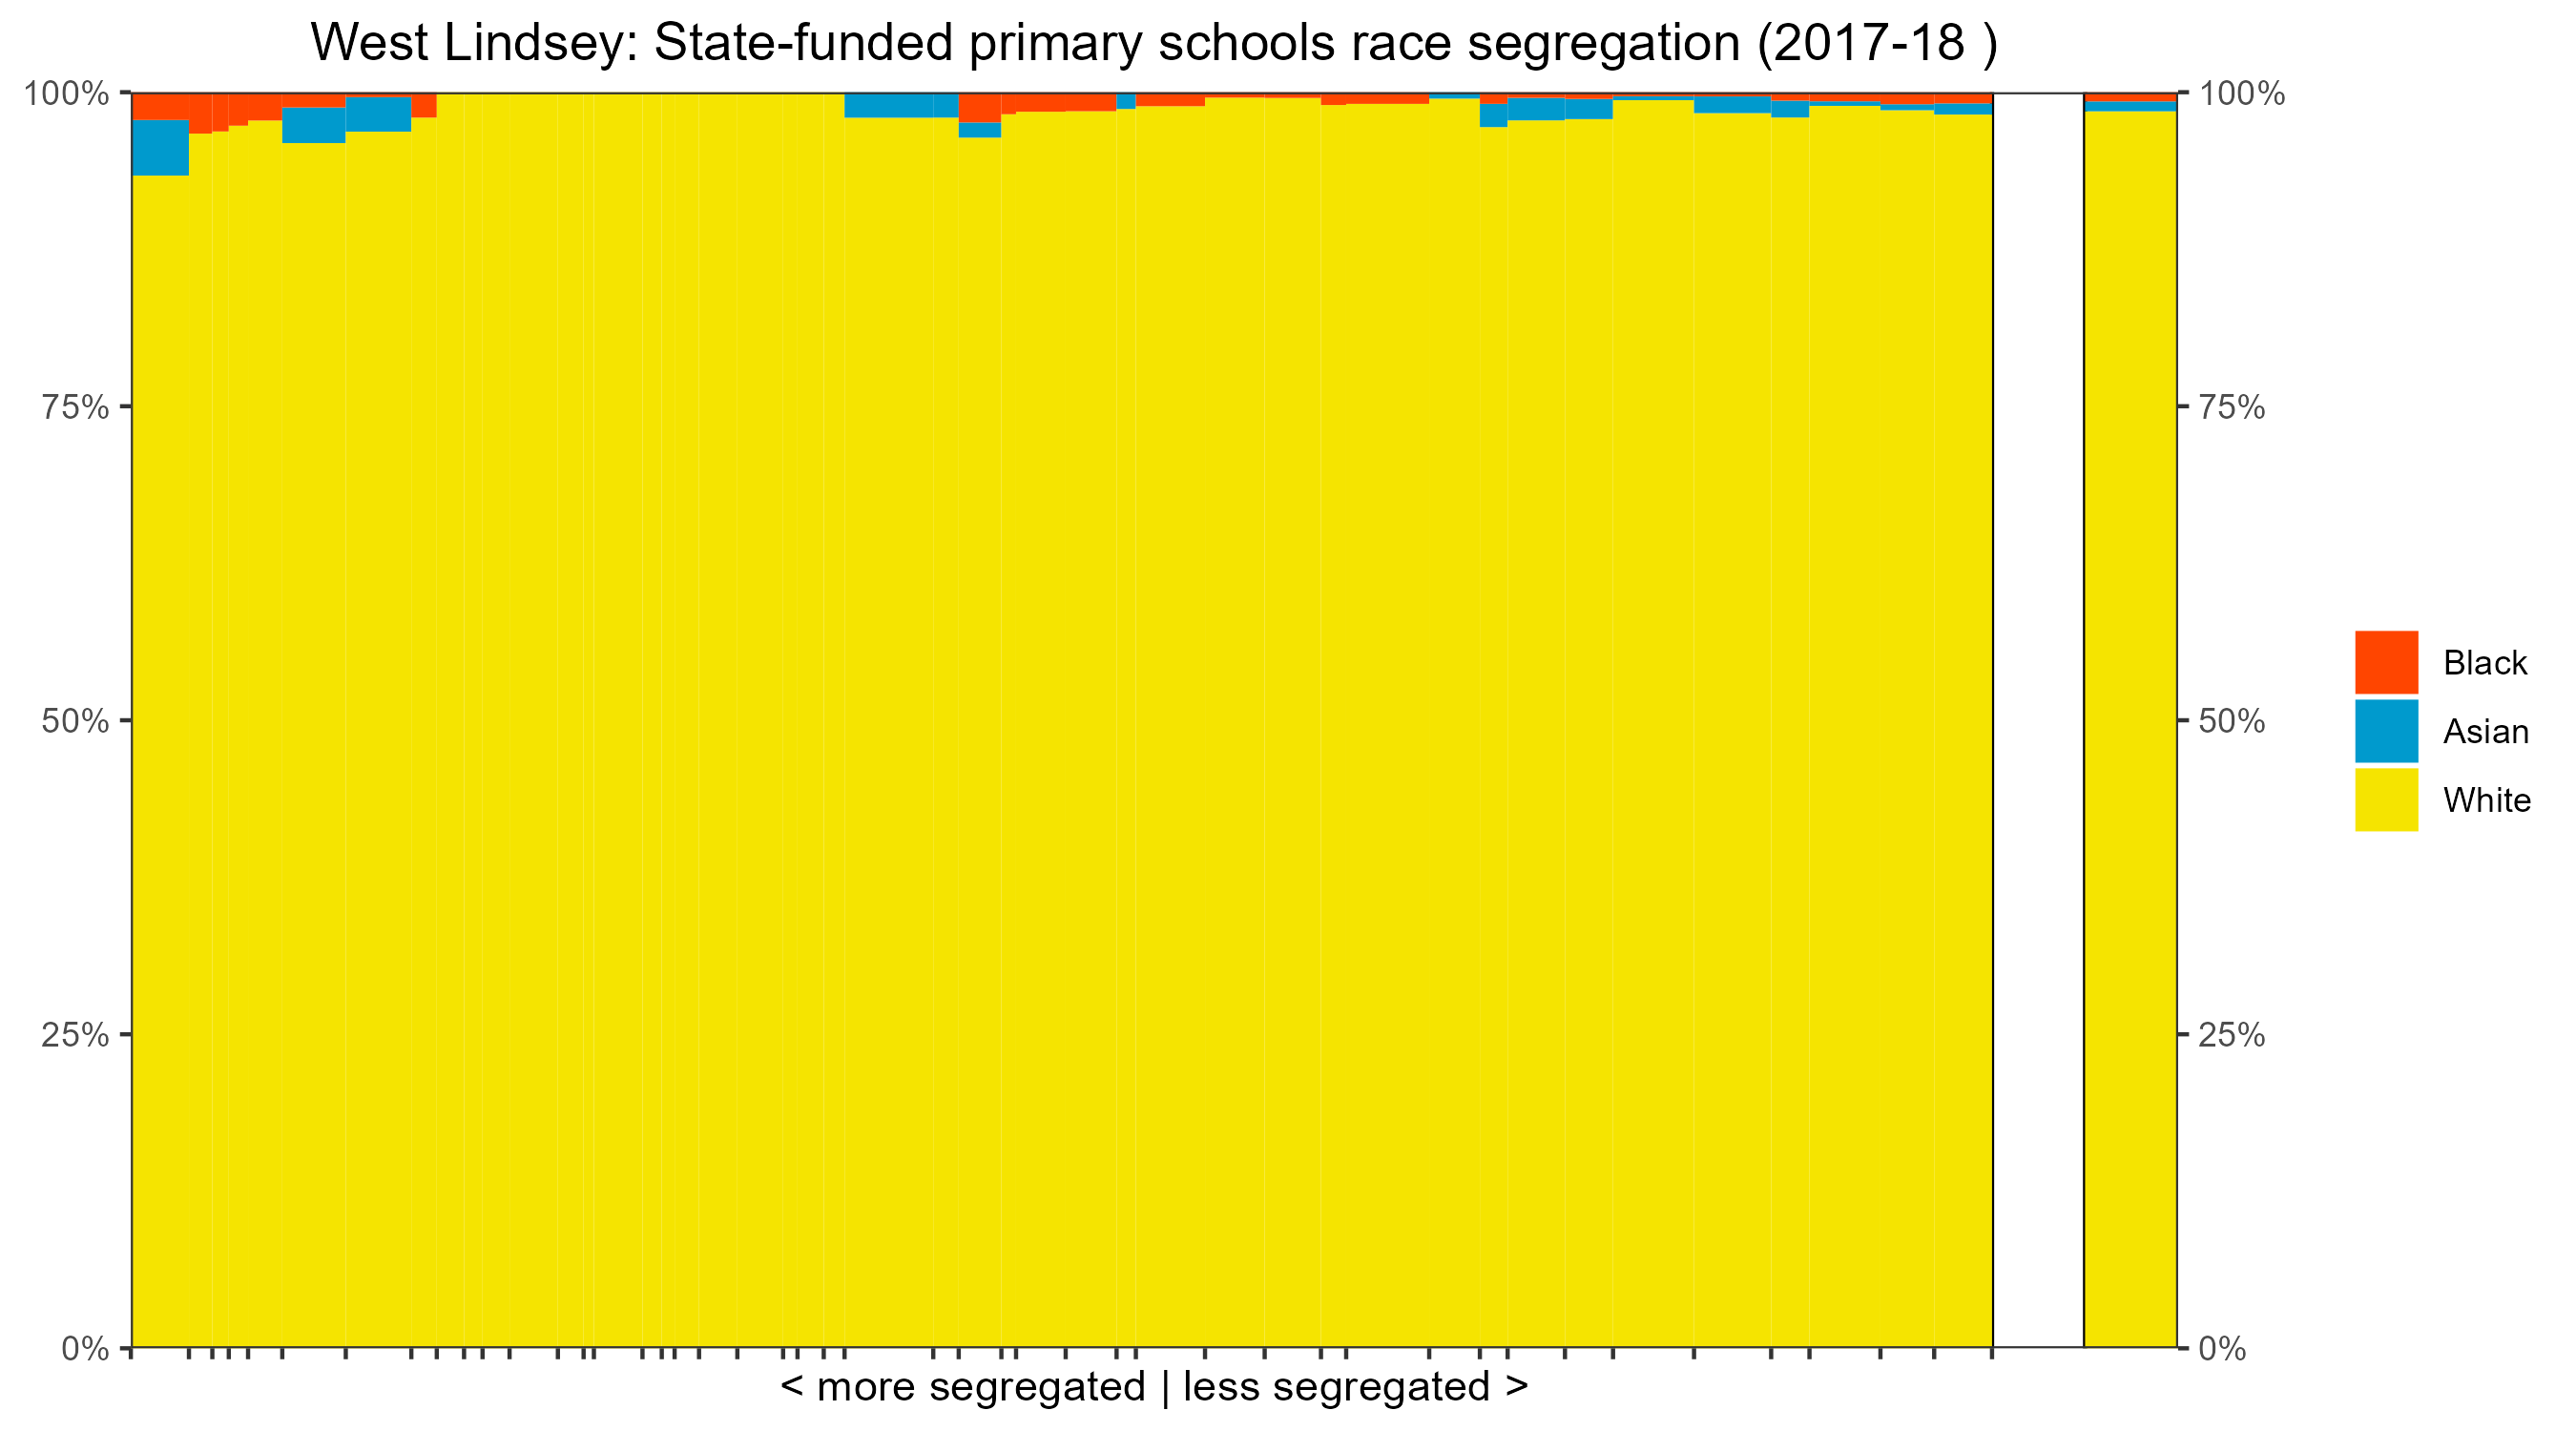 West Lindsey: State-funded primary schools race segregation (2017-18 )
100%
75%
50%
25%
0%
100%
75%
50%
25%
0%
Black
Asian
White
< more segregated | less segregated >